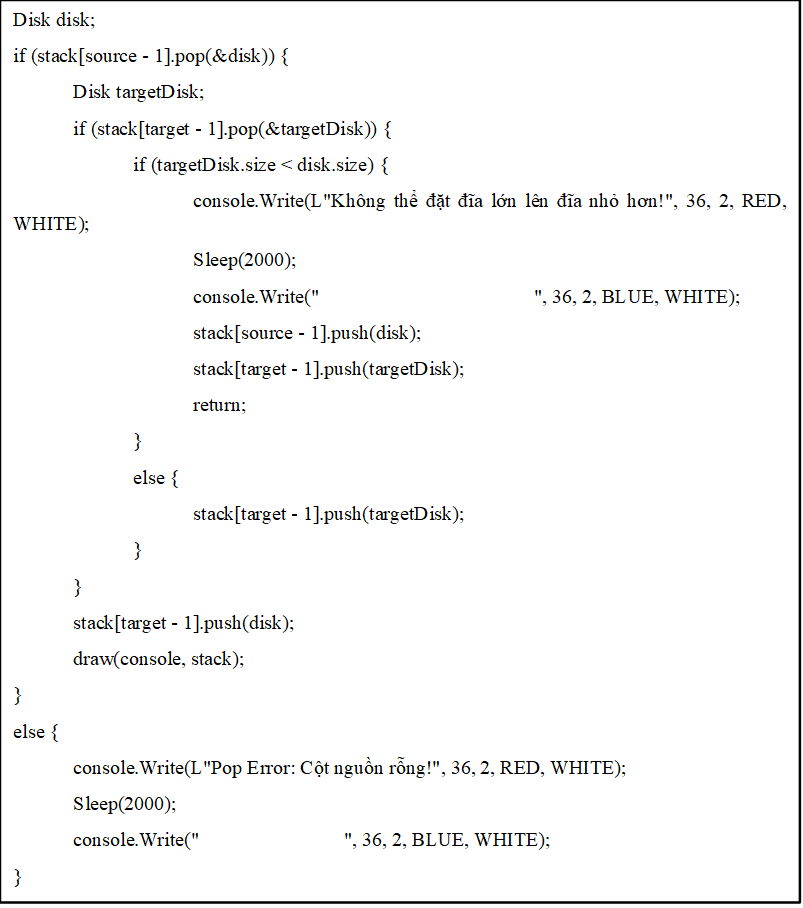 Disk disk;
if (stack[source - 1].pop(&disk)) {
Disk targetDisk;
if (stack[target - 1].pop(&targetDisk)) {
if (targetDisk.size < disk.size) {
console.Write(L"Không thể đặt đĩa lớn lên đĩa nhỏ hơn!", 36, 2, RED,
WHITE);
Sleep(2000);
console.Write("                                        ", 36, 2, BLUE, WHITE);
stack[source - 1].push(disk);
stack[target - 1].push(targetDisk);
return;
}
else {
stack[target - 1].push(targetDisk);
}
}
stack[target - 1].push(disk);
draw(console, stack);
}
else {
console.Write(L"Pop Error: Cột nguồn rỗng!", 36, 2, RED, WHITE);
Sleep(2000);
console.Write("                           ", 36, 2, BLUE, WHITE);
}